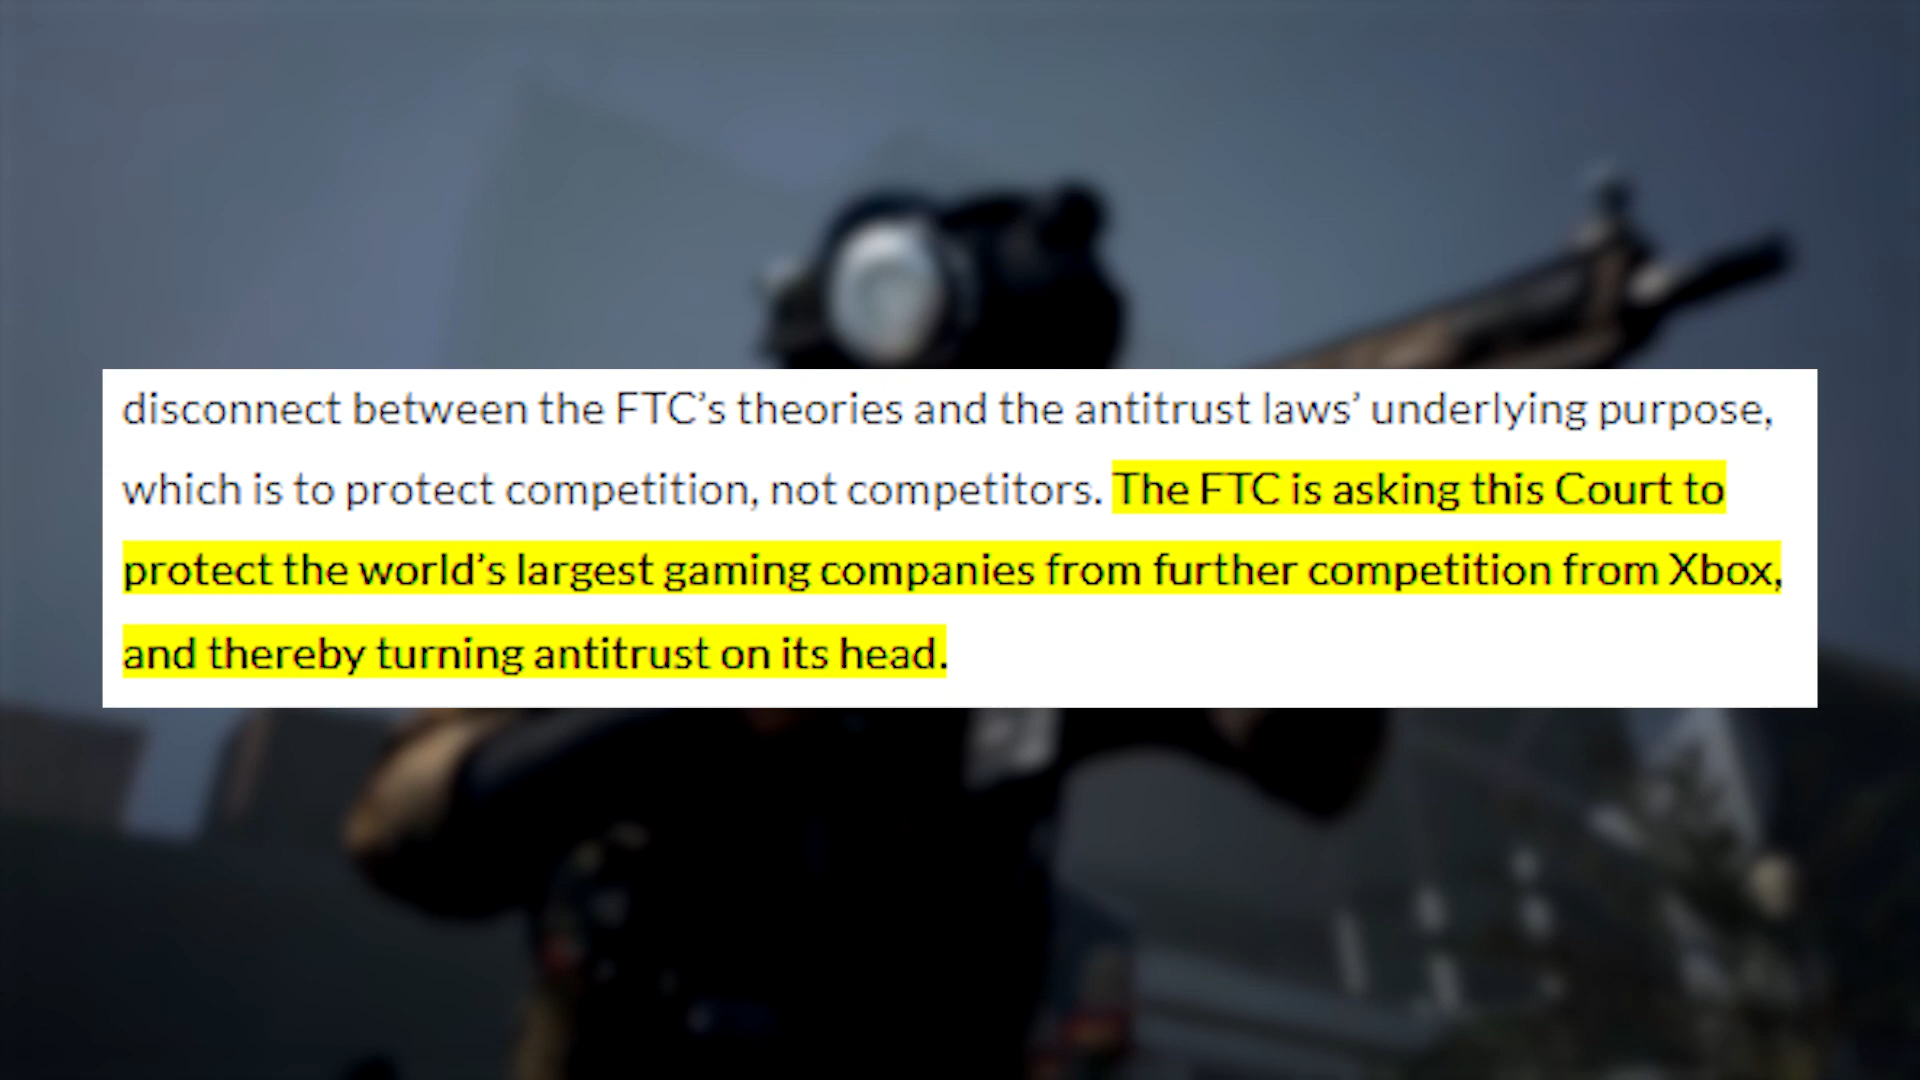 disconnect between the FTC’s theories and the antitrust laws’ underlying purpose,
which is to protect competition, not competitors. The FTC is asking this Court to
protect the world’s largest gaming companies from further competition from Xbox,
and thereby turning antitrust on its head.